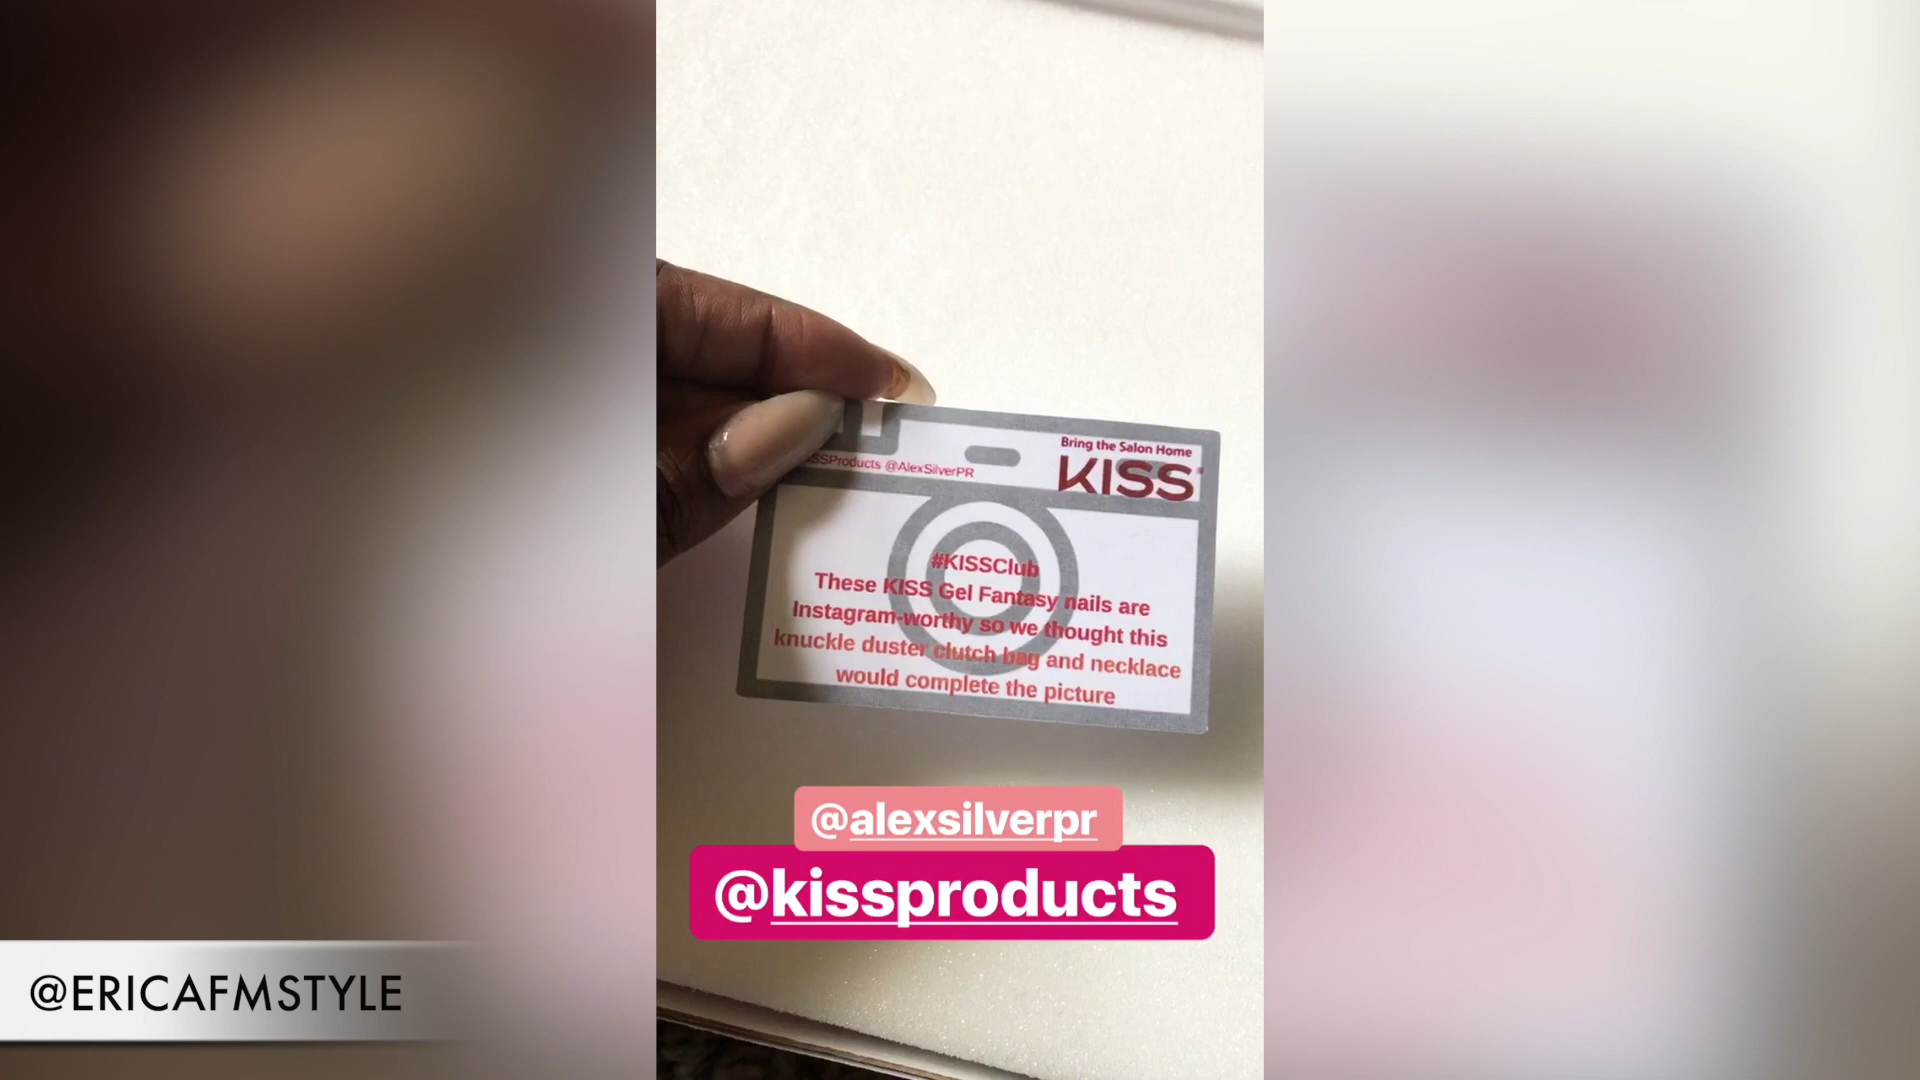 Bring the Salon Home
KISS
@AlexSilverPR
#KISSClub
These KISS Gel Fantasy nails are
Instagram-worthy so we thought this
knuckle duster clutch bag and necklace
would complete the picture
@alexsilverpr
@kissproducts
@ERICAFMSTYLE